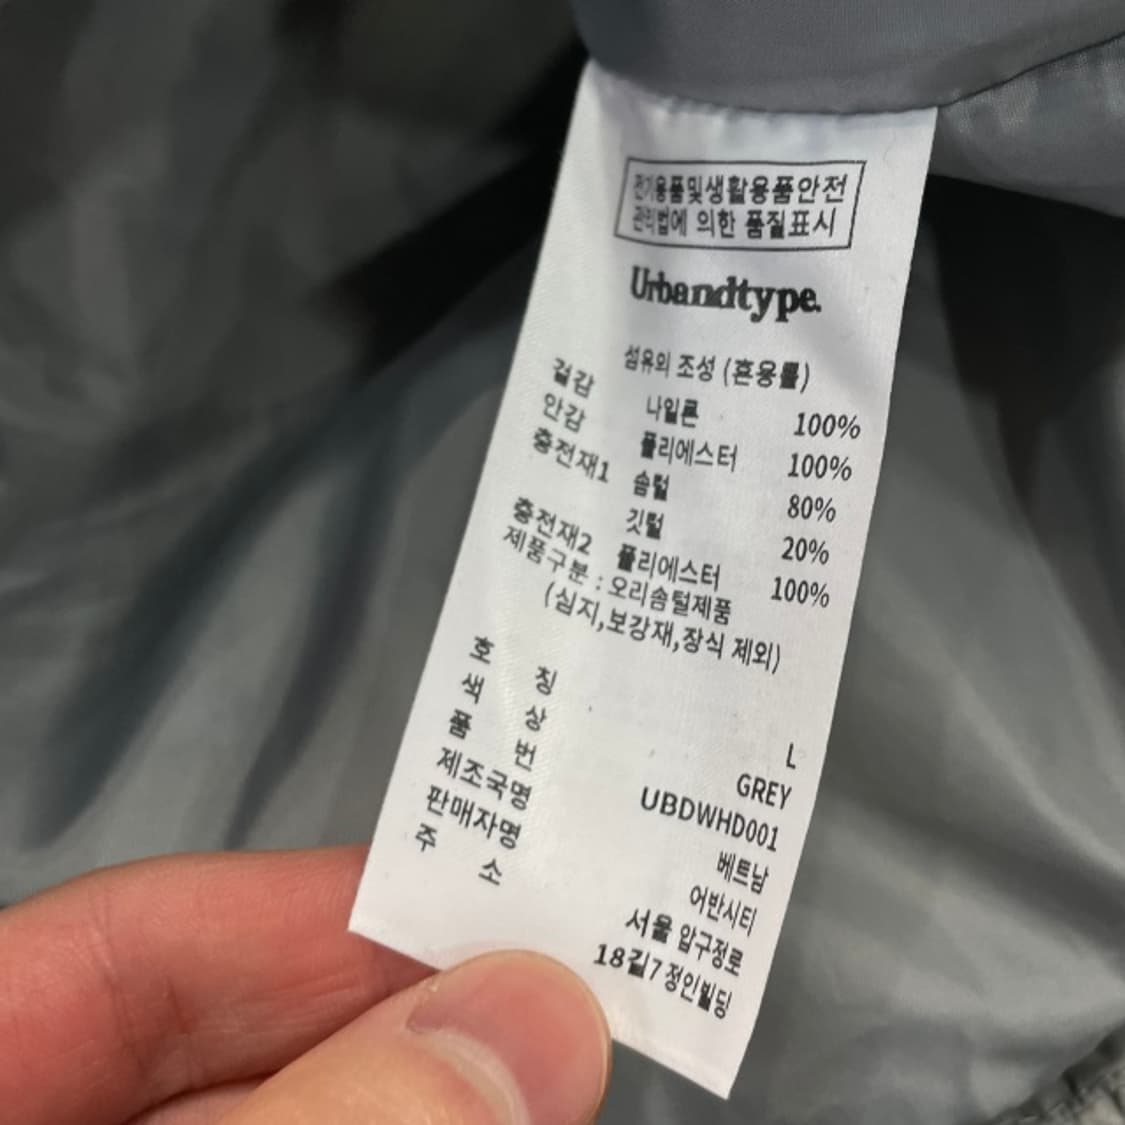 전기용품및생활용품안전
관리법에 의한 품질표시
Urbandtype.
섬유의 조성 (혼용률)
겉감 나일론 100%
안감 폴리에스터 100%
충전재1 솜털 80%
깃털 20%
충전재2 폴리에스터 100%
제품구분 : 오리솜털제품
(심지,보강재,장식 제외)
호 칭 L
색 상 GREY
품 번 UBDWHD001
제조국명 베트남
판매자명 어반시티
주 소 서울 압구정로
18길7 정인빌딩